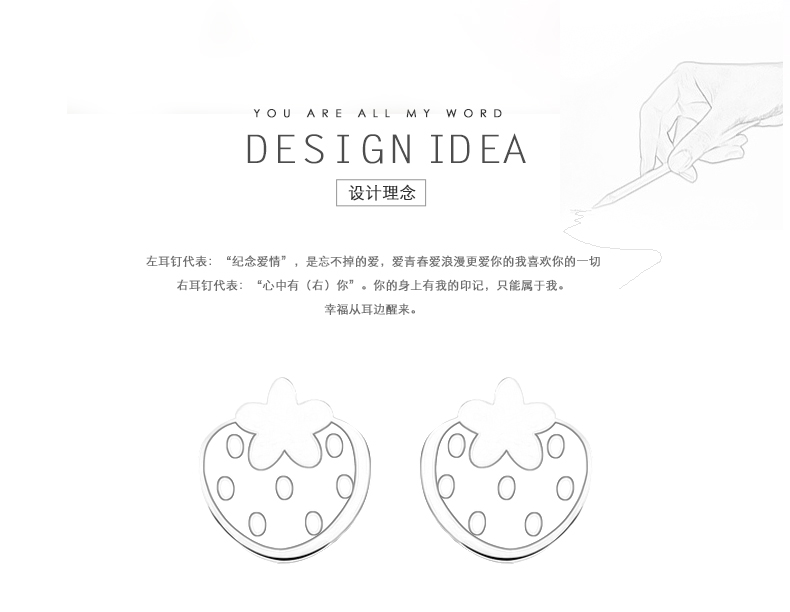 YOU ARE ALL MY WORD
DESIGN IDEA
设计理念
左耳钉代表：“纪念爱情”，是忘不掉的爱，爱青春爱浪漫更爱你的我喜欢你的一切
右耳钉代表：“心中有（右）你”。你的身上有我的印记，只能属于我。
幸福从耳边醒来。